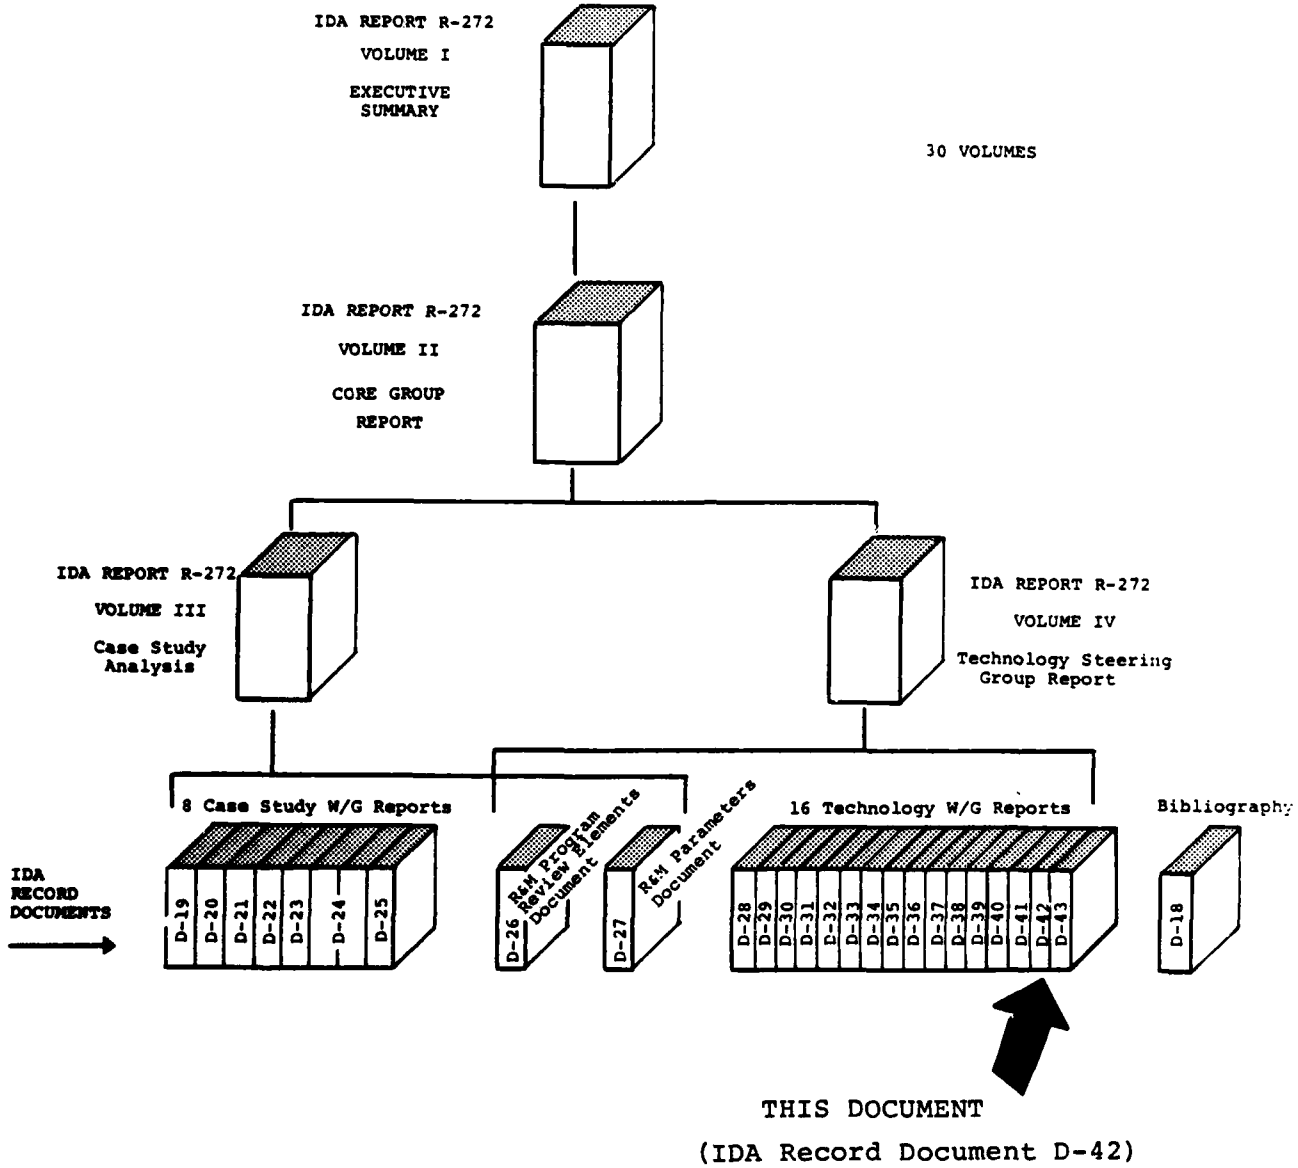 IDA REPORT R-272
VOLUME I
EXECUTIVE
SUMMARY
30 VOLUMES
IDA REPORT R-272
VOLUME II
CORE GROUP
REPORT
IDA REPORT R-272
VOLUME III
Case Study
Analysis
IDA REPORT R-272
VOLUME IV
Technology Steering
Group Report
8 Case Study W/G Reports
R&M Program
Review Elements
Document
R&M Parameters
Document
16 Technology W/G Reports
Bibliography
IDA
RECORD
DOCUMENTS
D-19
D-20
D-21
D-22
D-23
D-24
D-25
D-26
D-27
D-28
D-29
D-30
D-31
D-32
D-33
D-34
D-35
D-36
D-37
D-38
D-39
D-40
D-41
D-42
D-43
D-18
THIS DOCUMENT
(IDA Record Document D-42)